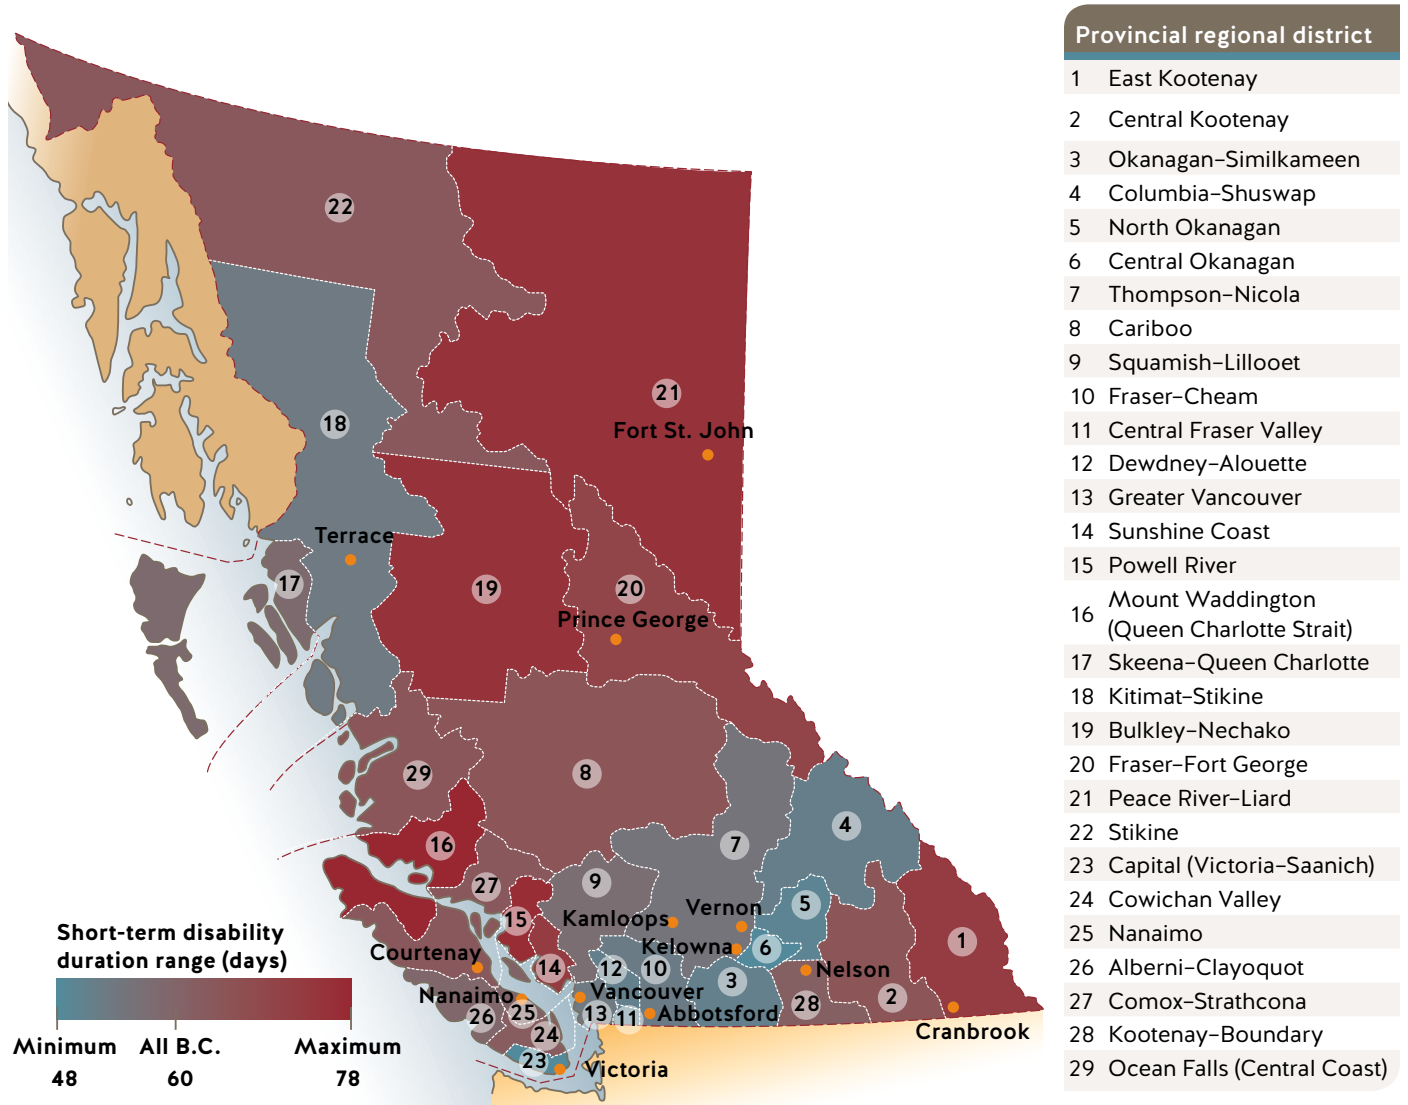 Provincial regional district
1 East Kootenay
2 Central Kootenay
3 Okanagan–Similkameen
4 Columbia–Shuswap
5 North Okanagan
6 Central Okanagan
7 Thompson–Nicola
8 Cariboo
9 Squamish–Lillooet
10 Fraser–Cheam
11 Central Fraser Valley
12 Dewdney–Alouette
13 Greater Vancouver
14 Sunshine Coast
15 Powell River
16 Mount Waddington
(Queen Charlotte Strait)
17 Skeena–Queen Charlotte
18 Kitimat–Stikine
19 Bulkley–Nechako
20 Fraser–Fort George
21 Peace River–Liard
22 Stikine
23 Capital (Victoria–Saanich)
24 Cowichan Valley
25 Nanaimo
26 Alberni–Clayoquot
27 Comox–Strathcona
28 Kootenay–Boundary
29 Ocean Falls (Central Coast)
22
21
Fort St. John
18
Terrace
17
19
20
Prince George
29
8
16
7
4
27
9
15
Kamloops
Vernon
5
Courtenay
Kelowna
6
1
14
12
10
3
Nelson
Nanaimo
Vancouver
28
2
26
25
13
11
Abbotsford
24
Cranbrook
23
Victoria
Short-term disability
duration range (days)
Minimum All B.C. Maximum
48 60 78